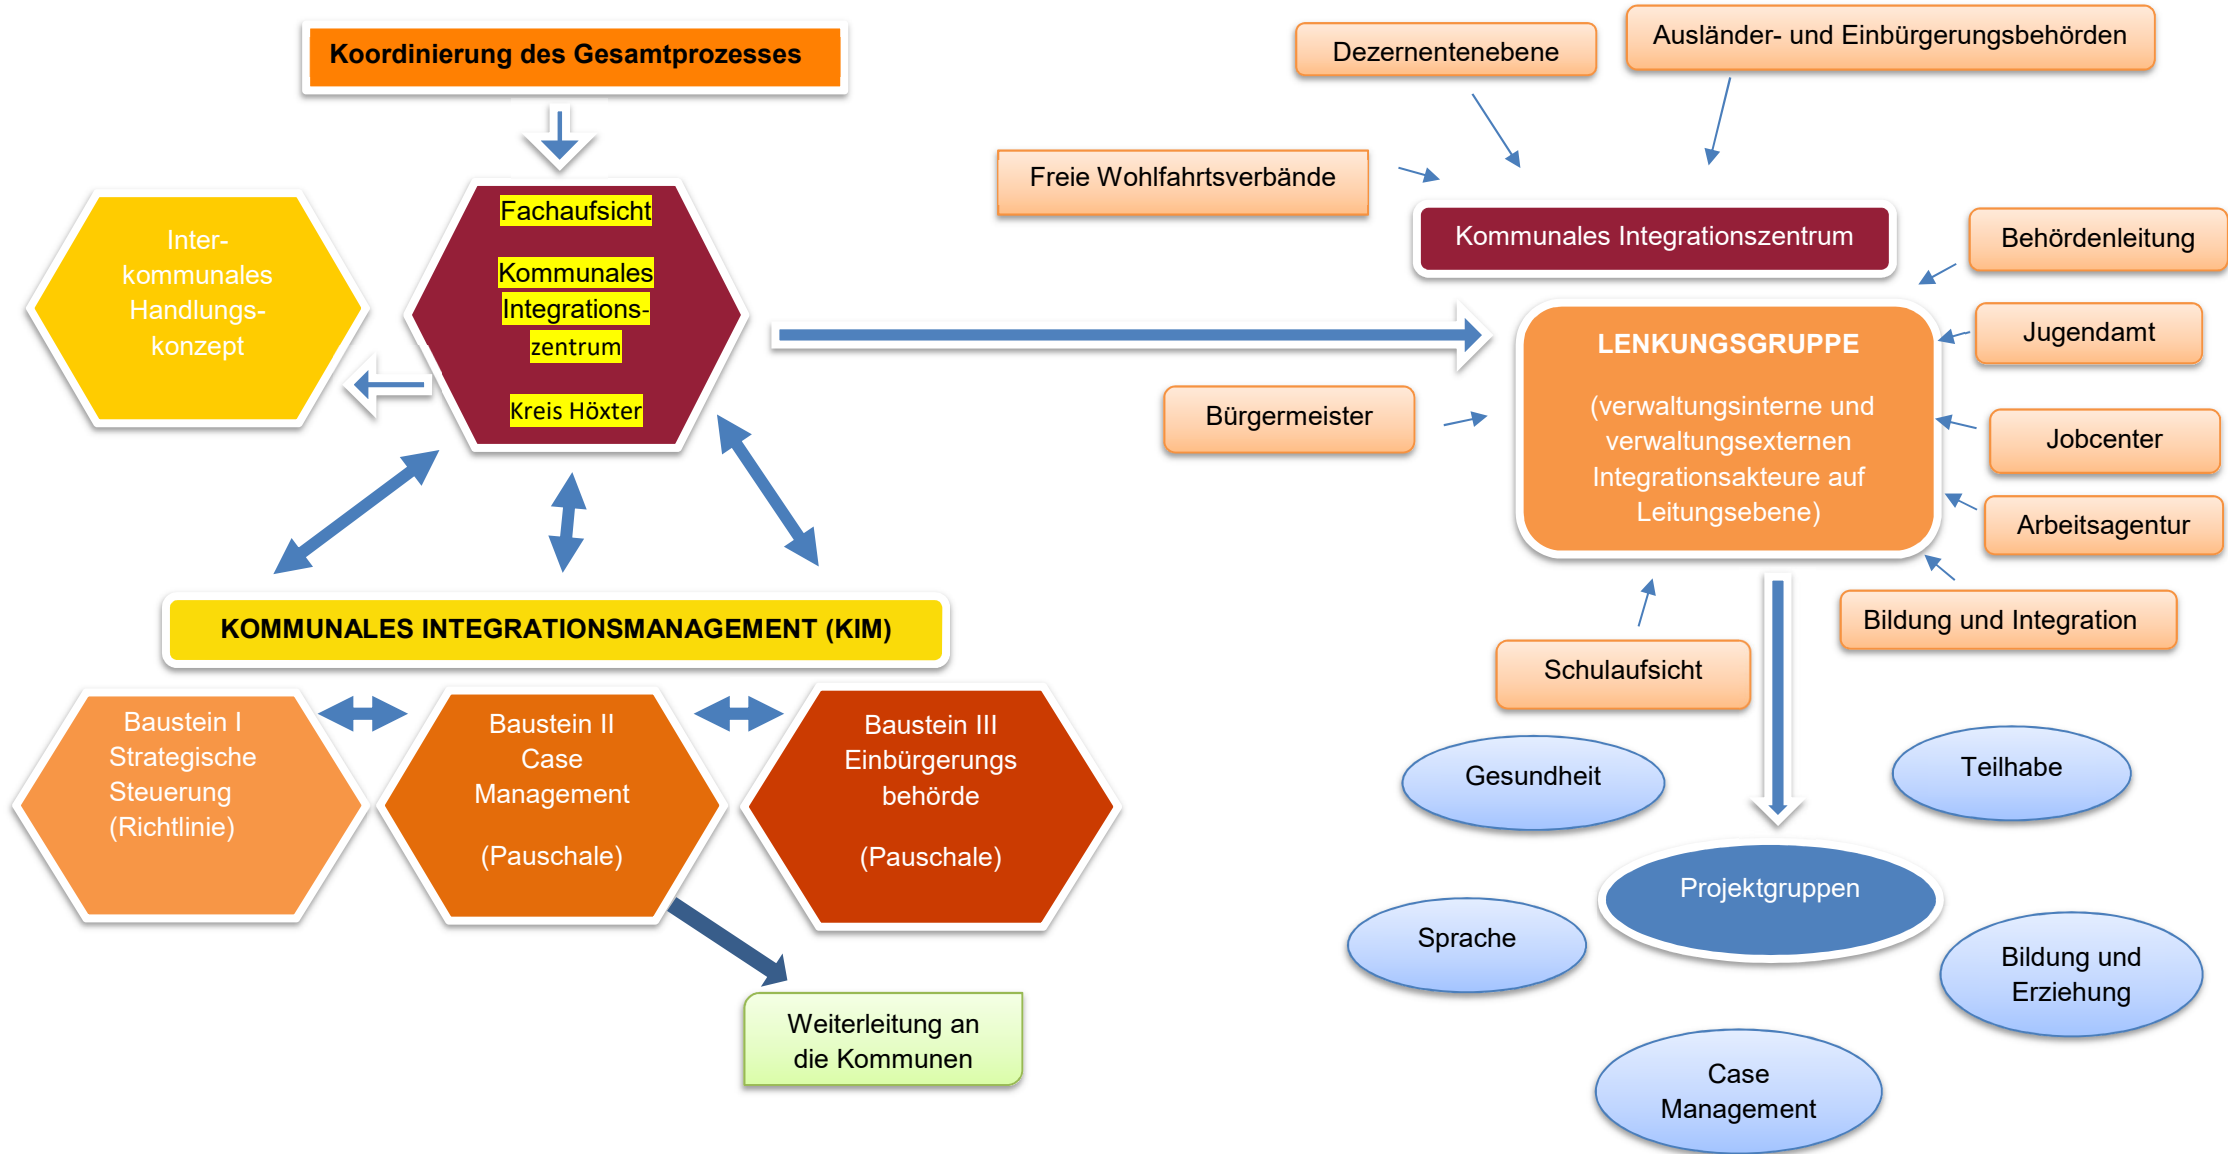 Koordinierung des Gesamtprozesses
Fachaufsicht
Kommunales
Integrations-
zentrum
Kreis Höxter
Inter-
kommunales
Handlungs-
konzept
KOMMUNALES INTEGRATIONSMANAGEMENT (KIM)
Baustein I
Strategische
Steuerung
(Richtlinie)
Baustein II
Case
Management
(Pauschale)
Baustein III
Einbürgerungs
behörde
(Pauschale)
Weiterleitung an
die Kommunen
Dezernentenebene
Ausländer- und Einbürgerungsbehörden
Freie Wohlfahrtsverbände
Kommunales Integrationszentrum
Behördenleitung
LENKUNGSGRUPPE
(verwaltungsinterne und
verwaltungsexternen
Integrationsakteure auf
Leitungsebene)
Jugendamt
Bürgermeister
Jobcenter
Arbeitsagentur
Bildung und Integration
Schulaufsicht
Gesundheit
Teilhabe
Projektgruppen
Sprache
Bildung und
Erziehung
Case
Management